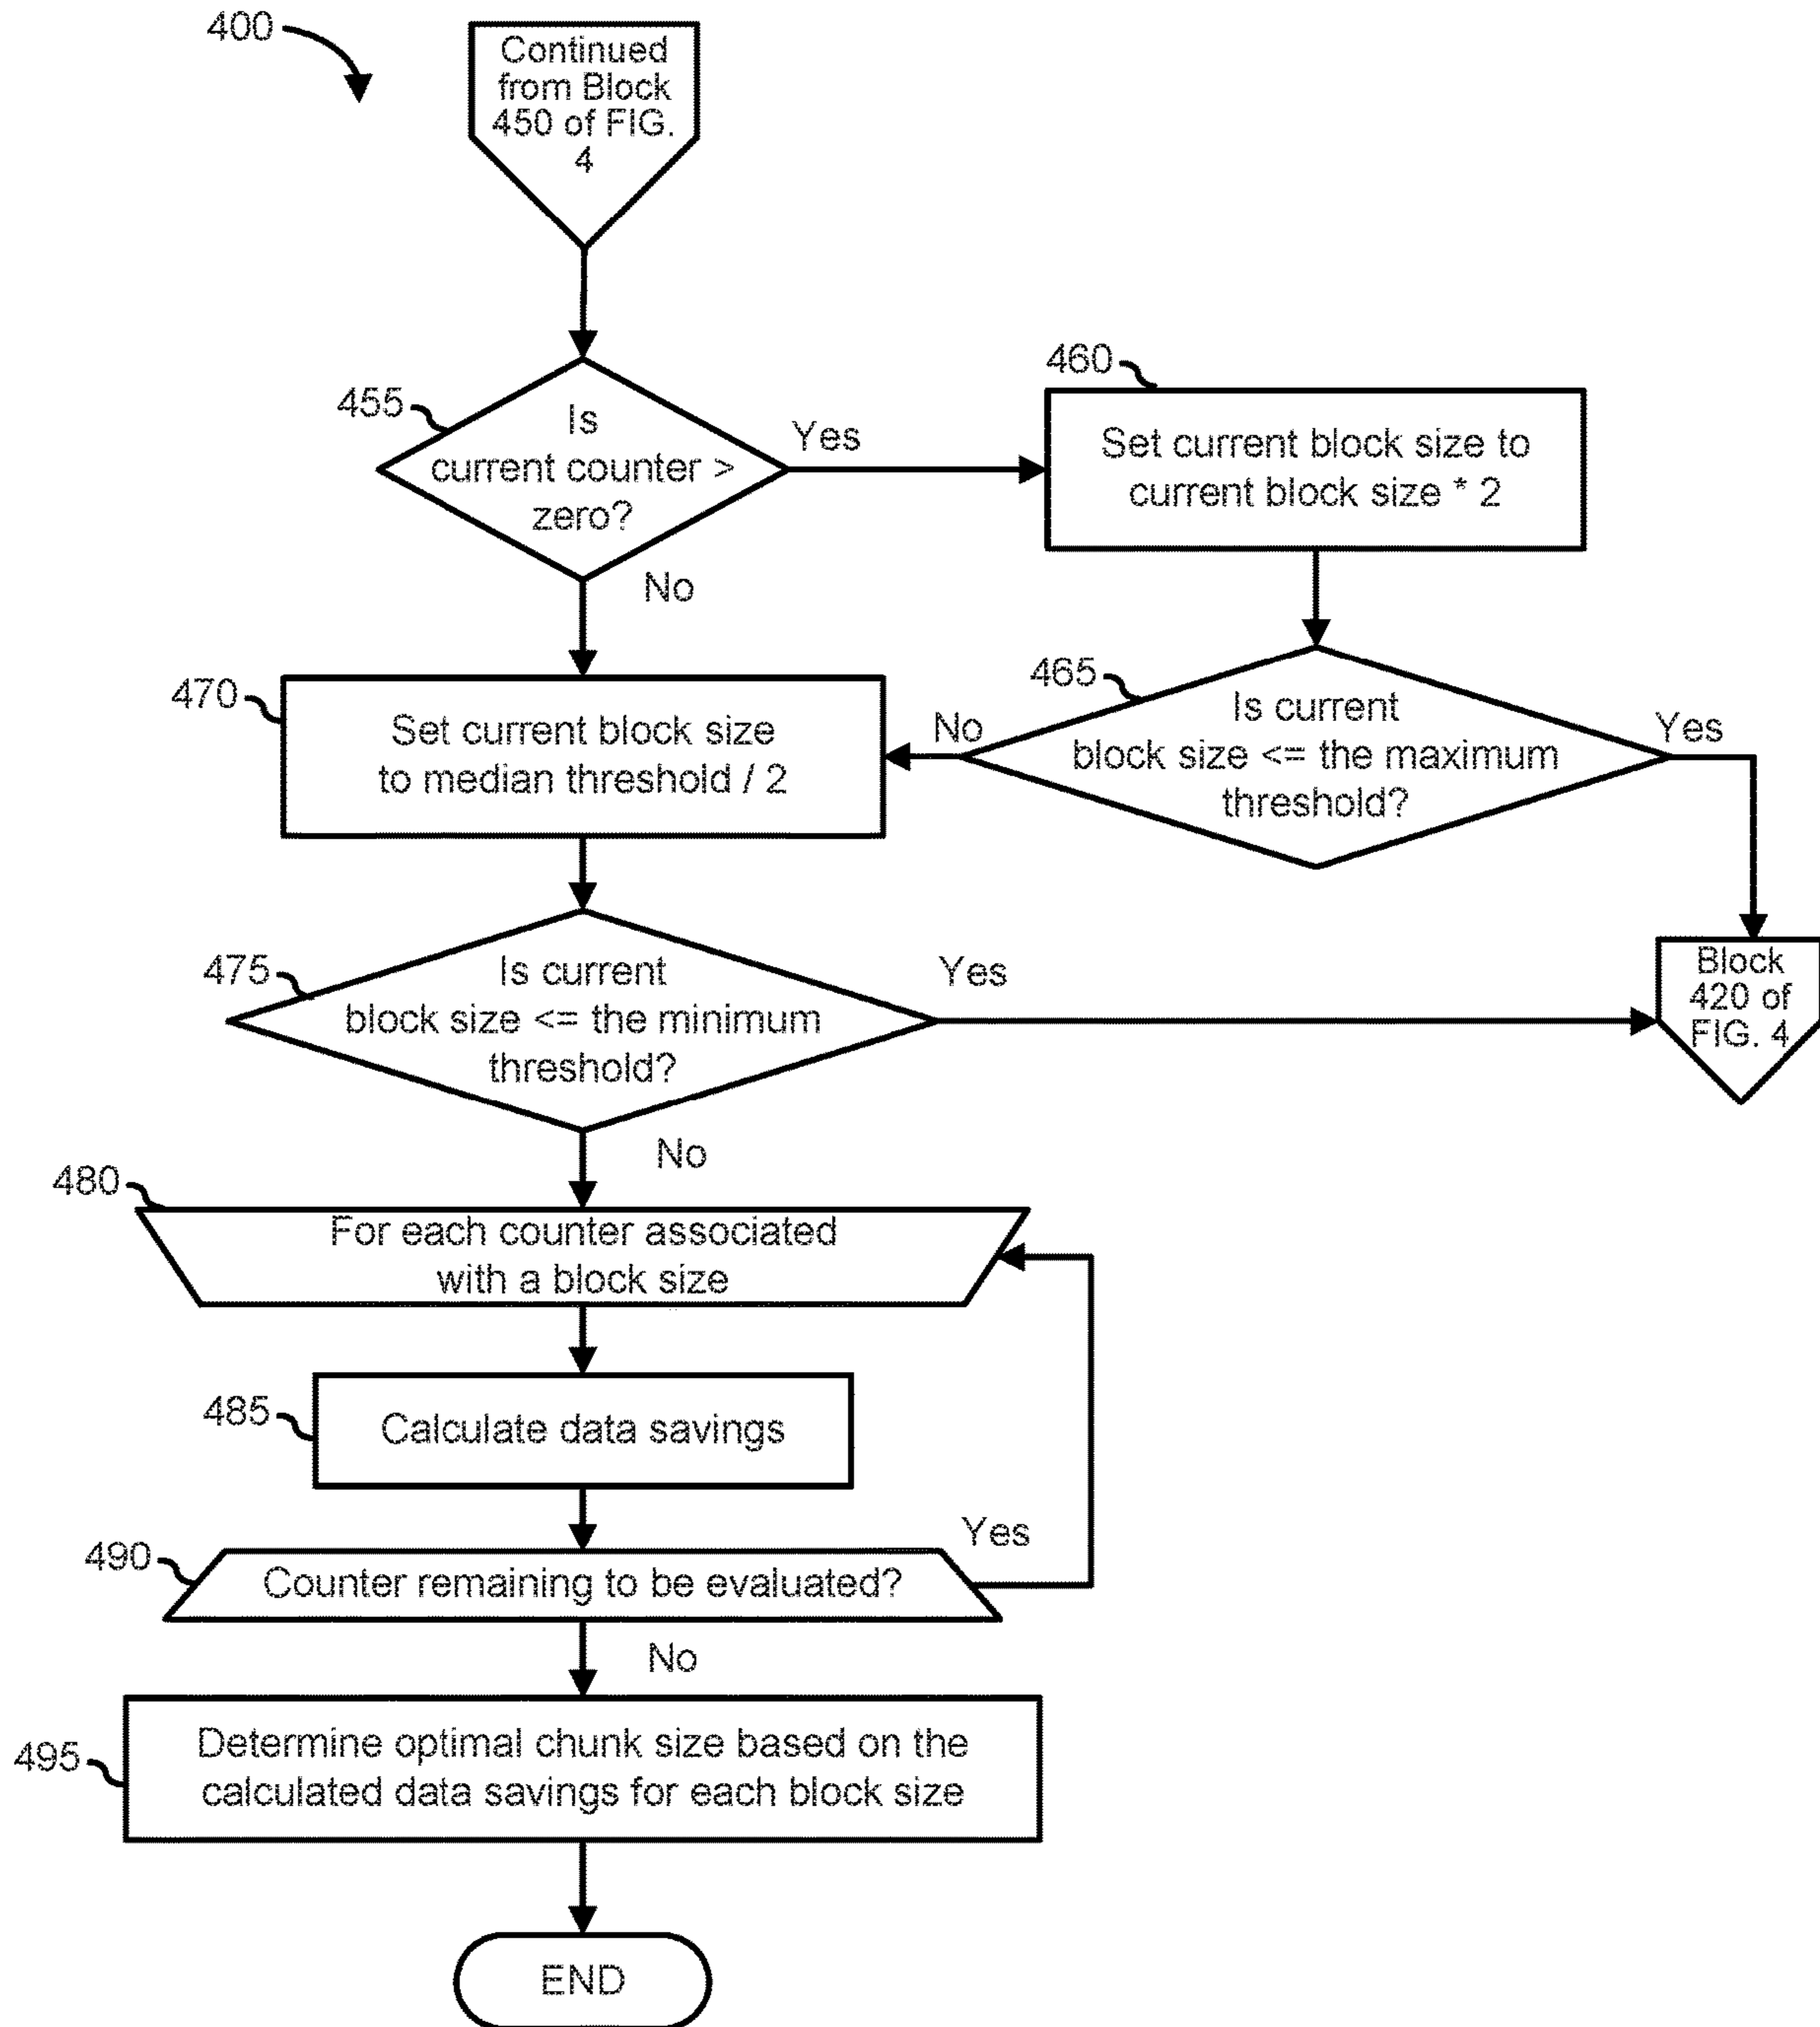 400
Continued
from Block
450 of FIG.
4
455
Is
current counter >
zero?
Yes
No
460
Set current block size to
current block size * 2
465
Is current
block size <= the maximum
threshold?
No
Yes
470
Set current block size
to median threshold / 2
475
Is current
block size <= the minimum
threshold?
Yes
No
Block
420 of
FIG. 4
480
For each counter associated
with a block size
485
Calculate data savings
490
Counter remaining to be evaluated?
Yes
No
495
Determine optimal chunk size based on the
calculated data savings for each block size
END